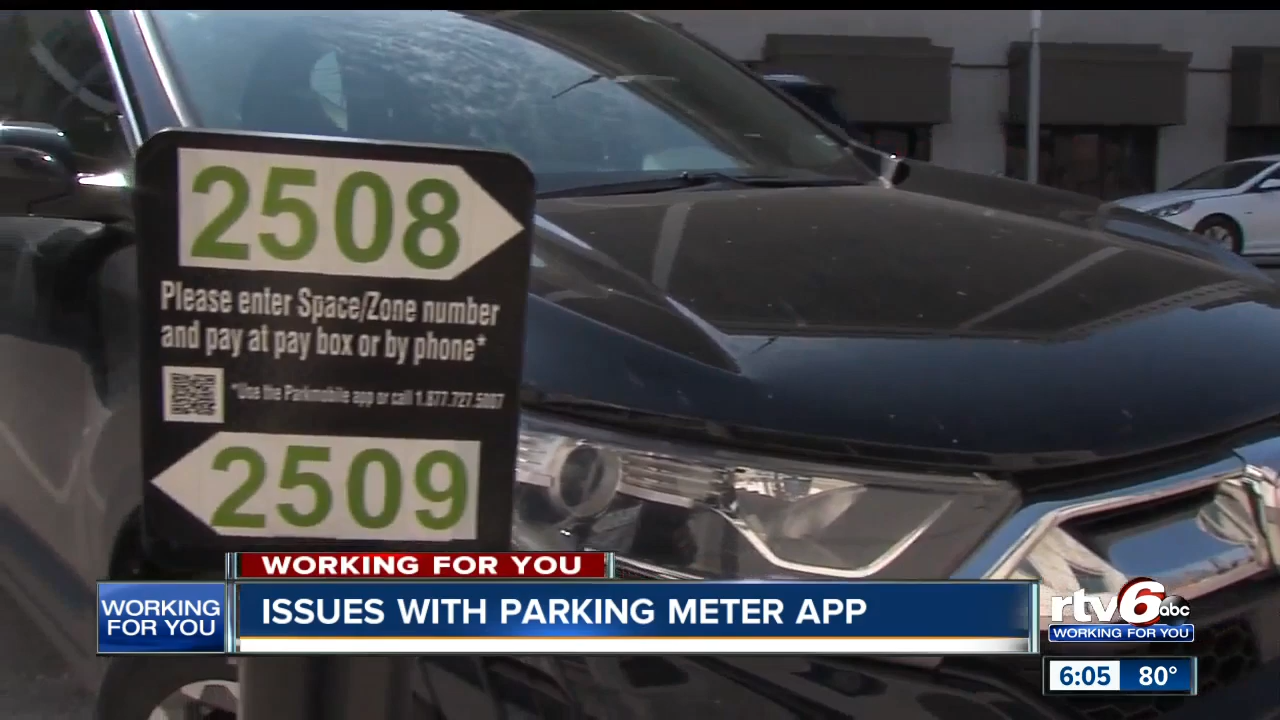 2508
Please enter Space/Zone number
and pay at pay box or by phone*
*Use the Parkmobile app or call 1.877.727.5007
2509
WORKING FOR YOU
WORKING
FOR YOU
ISSUES WITH PARKING METER APP
rtv6 abc
WORKING FOR YOU
6:05 80°